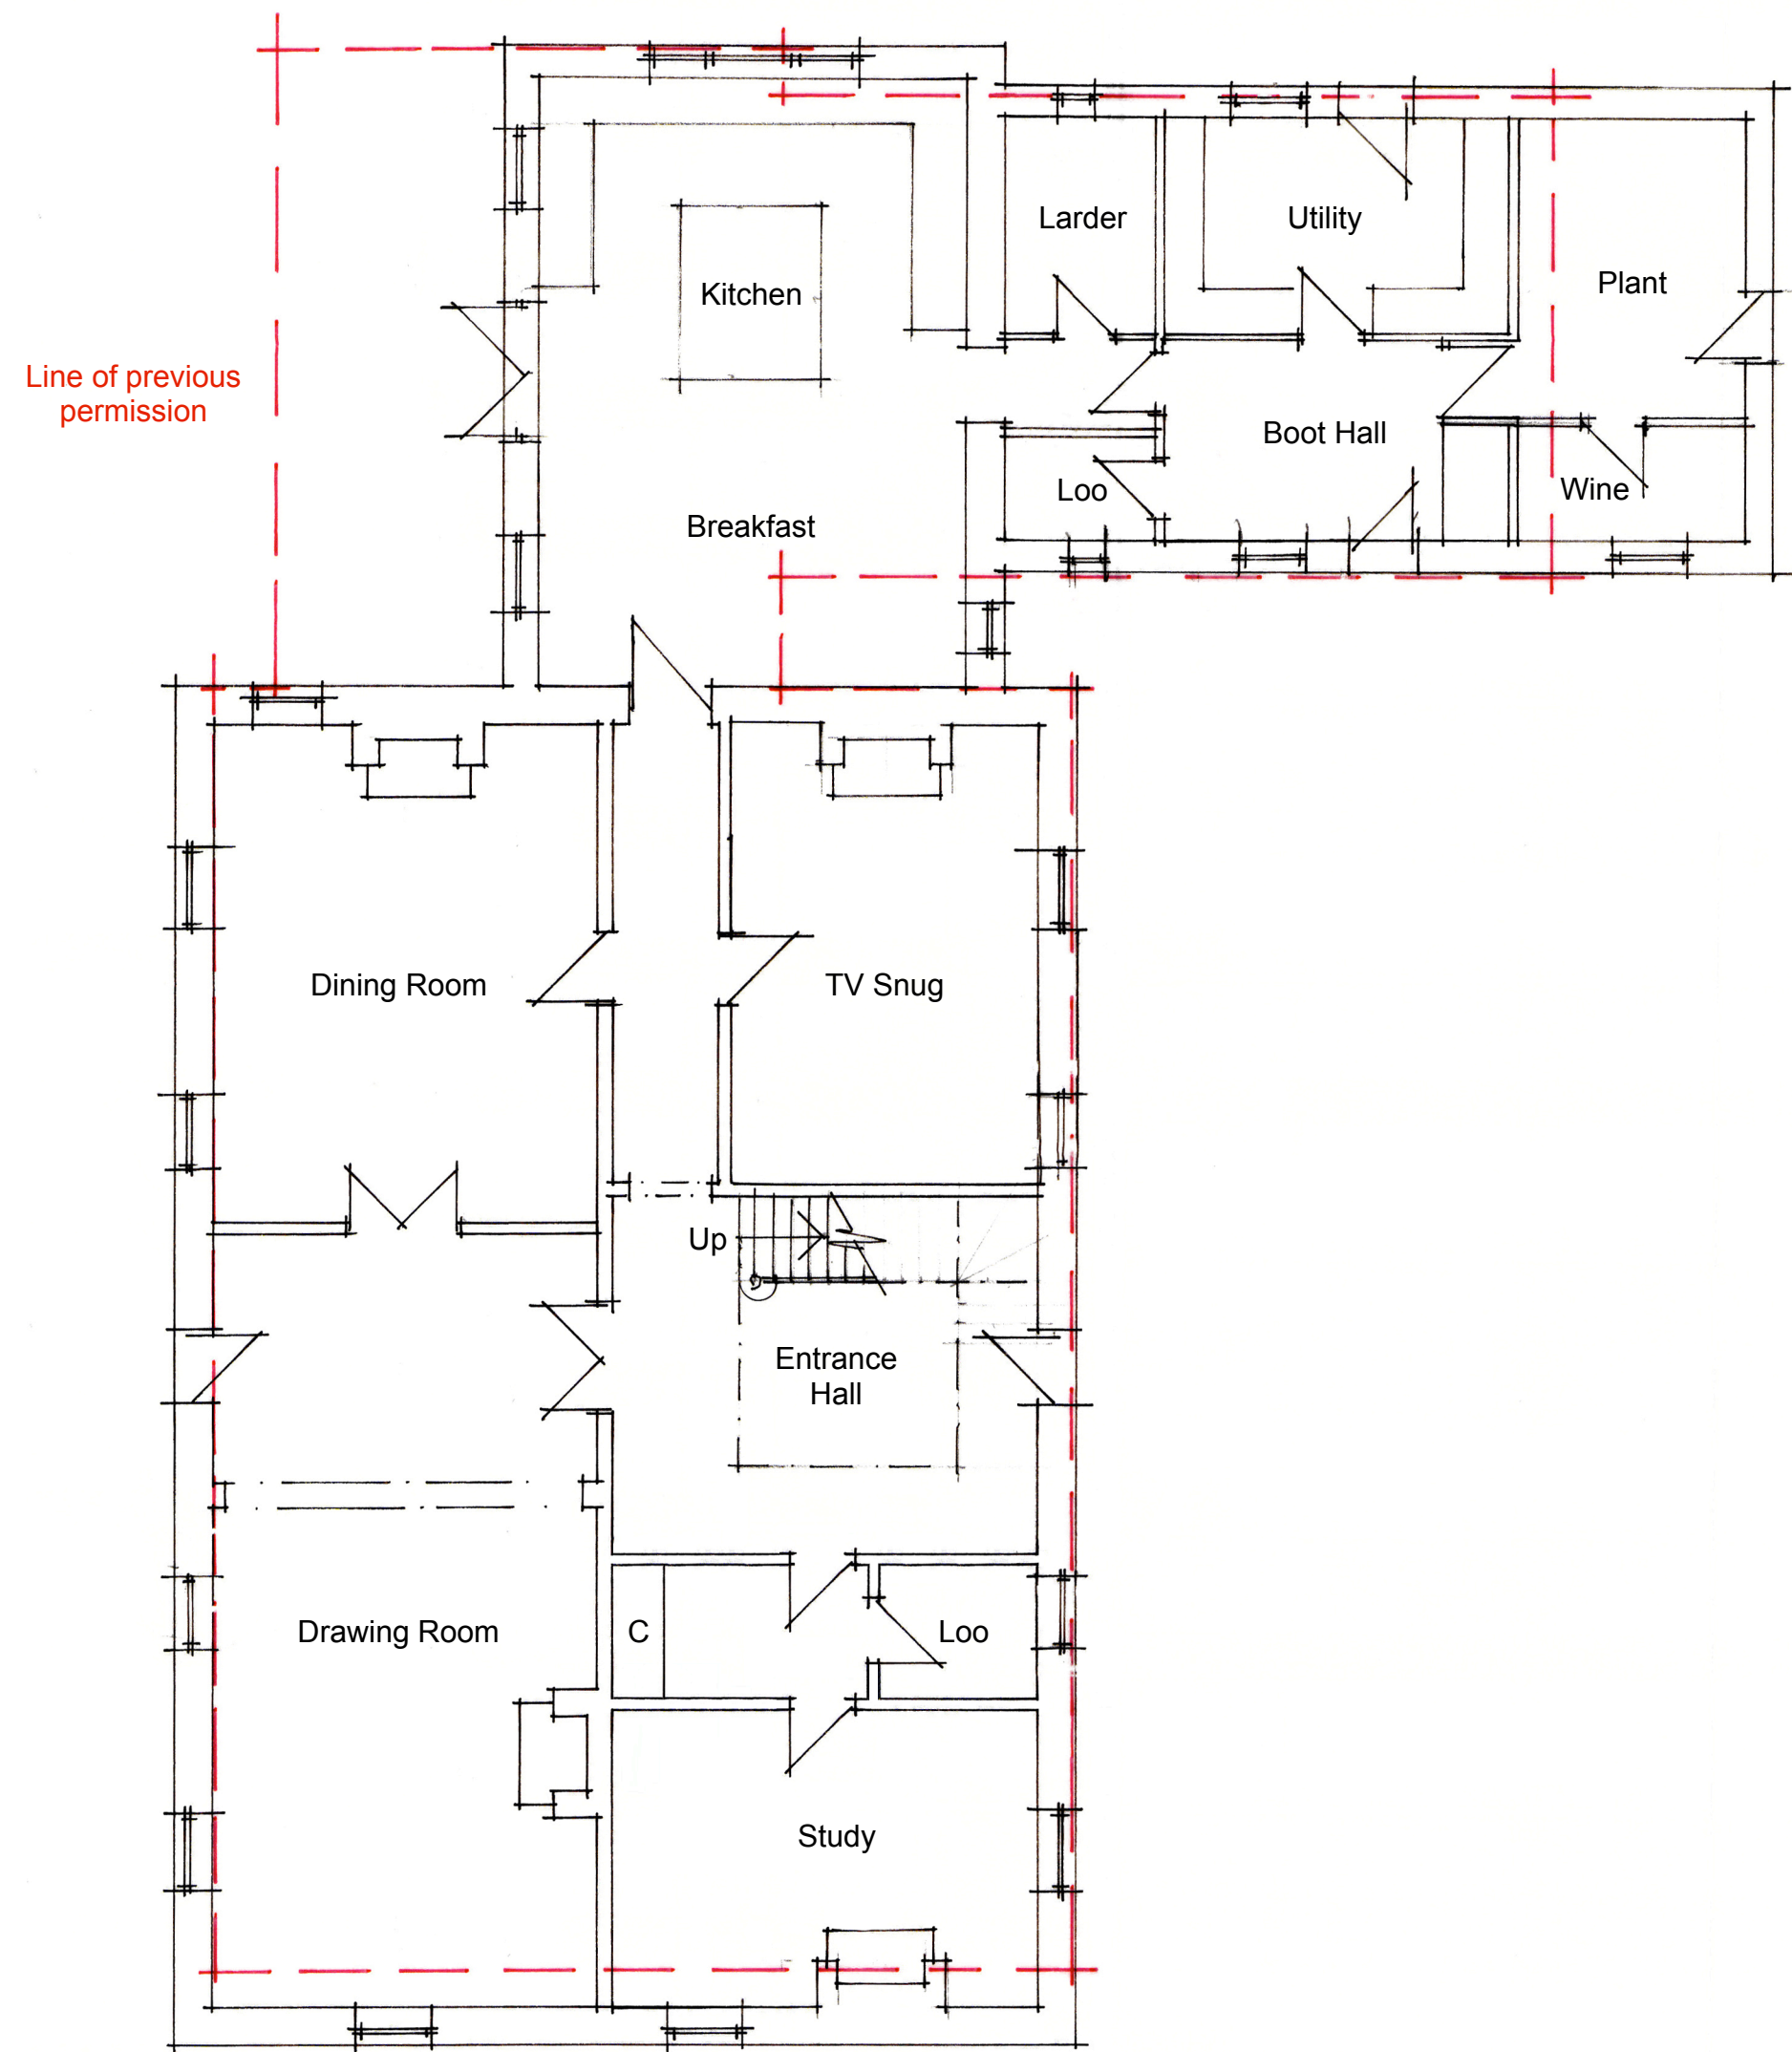 Larder
Utility
Plant
Kitchen
Line of previous
permission
Boot Hall
Loo
Wine
Breakfast
Dining Room
TV Snug
Up
Entrance
Hall
Drawing Room
C
Loo
Study